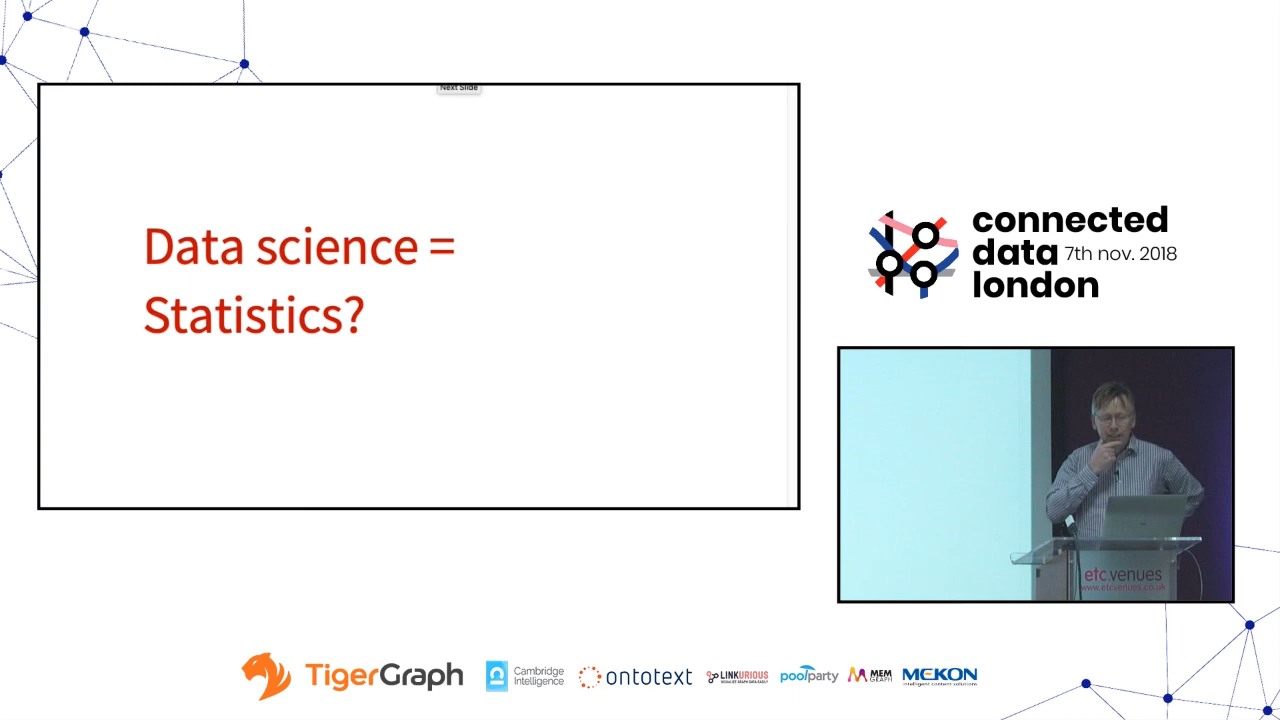 Next Slide
Data science =
Statistics?
connected
data 7th nov. 2018
london
etc.venues
www.etcvenues.co.uk
TigerGraph
Cambridge
Intelligence
ontotext
LINKURIOUS
poolparty
MEM
GRAPH
MEKON
intelligent content solutions